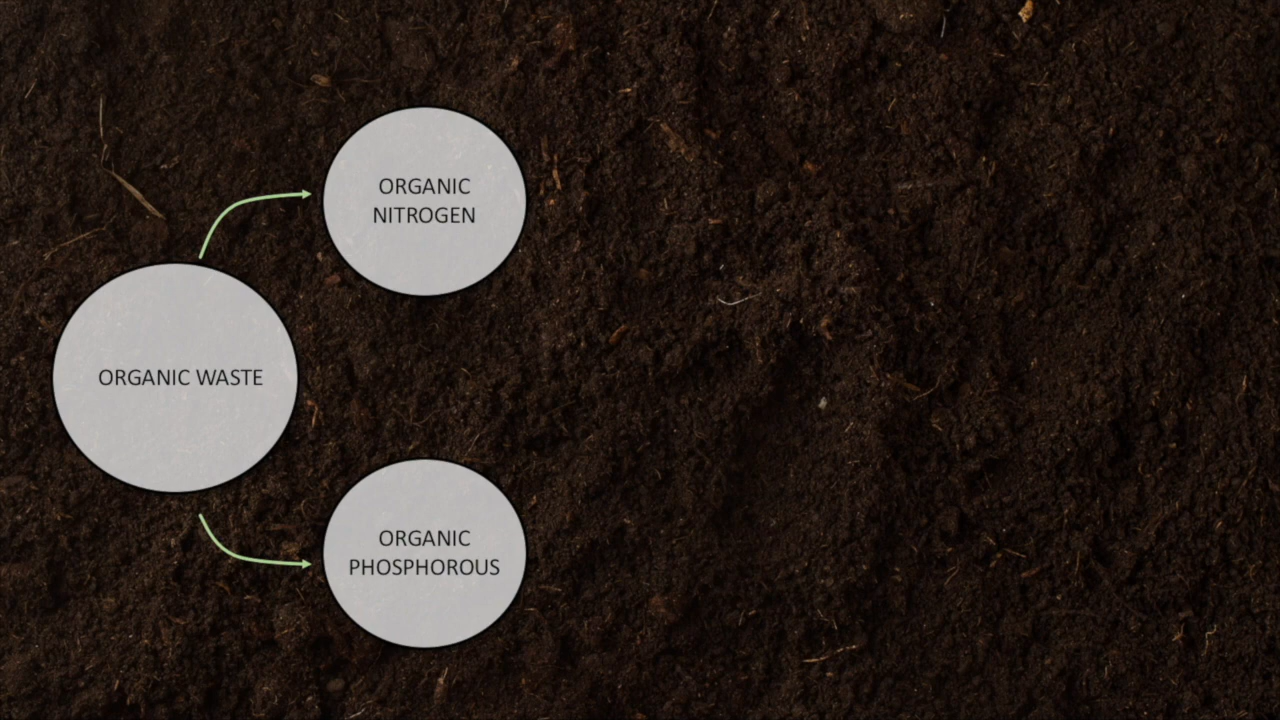 ORGANIC
NITROGEN
ORGANIC WASTE
ORGANIC
PHOSPHOROUS